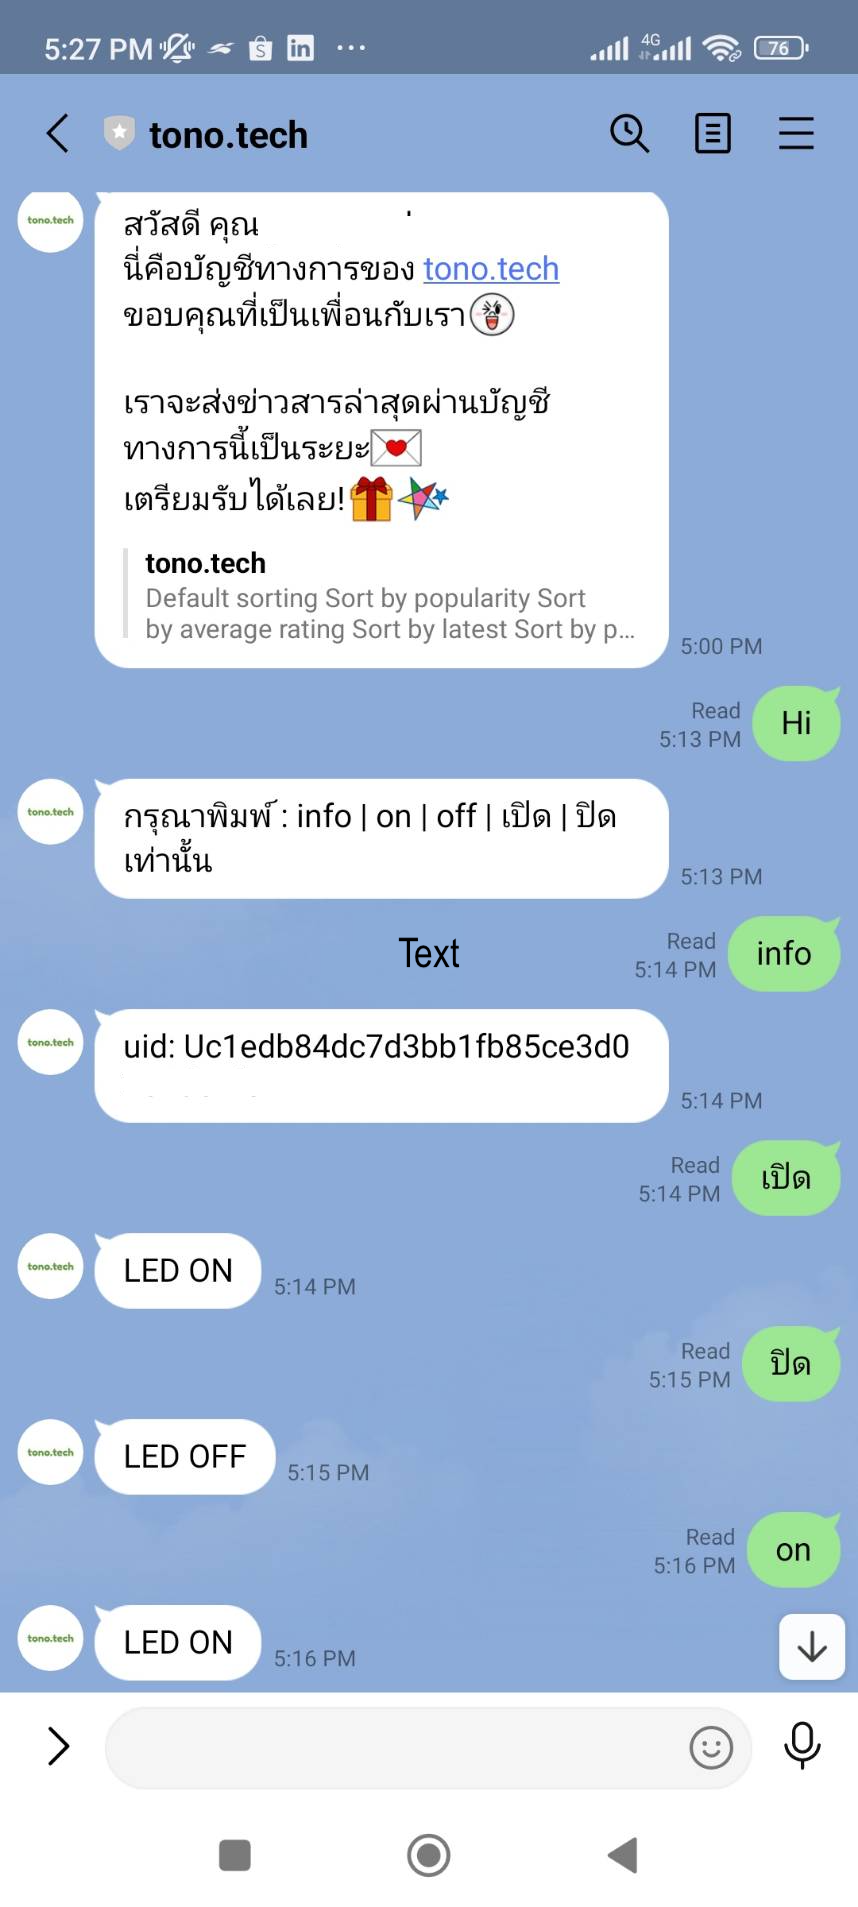 5:27 PM
4G
76
tono.tech
tono.tech
สวัสดี คุณ
นี่คือบัญชีทางการของ tono.tech
ขอบคุณที่เป็นเพื่อนกับเรา
เราจะส่งข่าวสารล่าสุดผ่านบัญชี
ทางการนี้เป็นระยะ
เตรียมรับได้เลย!
tono.tech
Default sorting Sort by popularity Sort
by average rating Sort by latest Sort by p...
5:00 PM
Read
5:13 PM
Hi
tono.tech
กรุณาพิมพ์ : info | on | off | เปิด | ปิด
เท่านั้น
5:13 PM
Text
Read
5:14 PM
info
tono.tech
uid: Uc1edb84dc7d3bb1fb85ce3d0
5:14 PM
Read
5:14 PM
เปิด
tono.tech
LED ON
5:14 PM
Read
5:15 PM
ปิด
tono.tech
LED OFF
5:15 PM
Read
5:16 PM
on
tono.tech
LED ON
5:16 PM